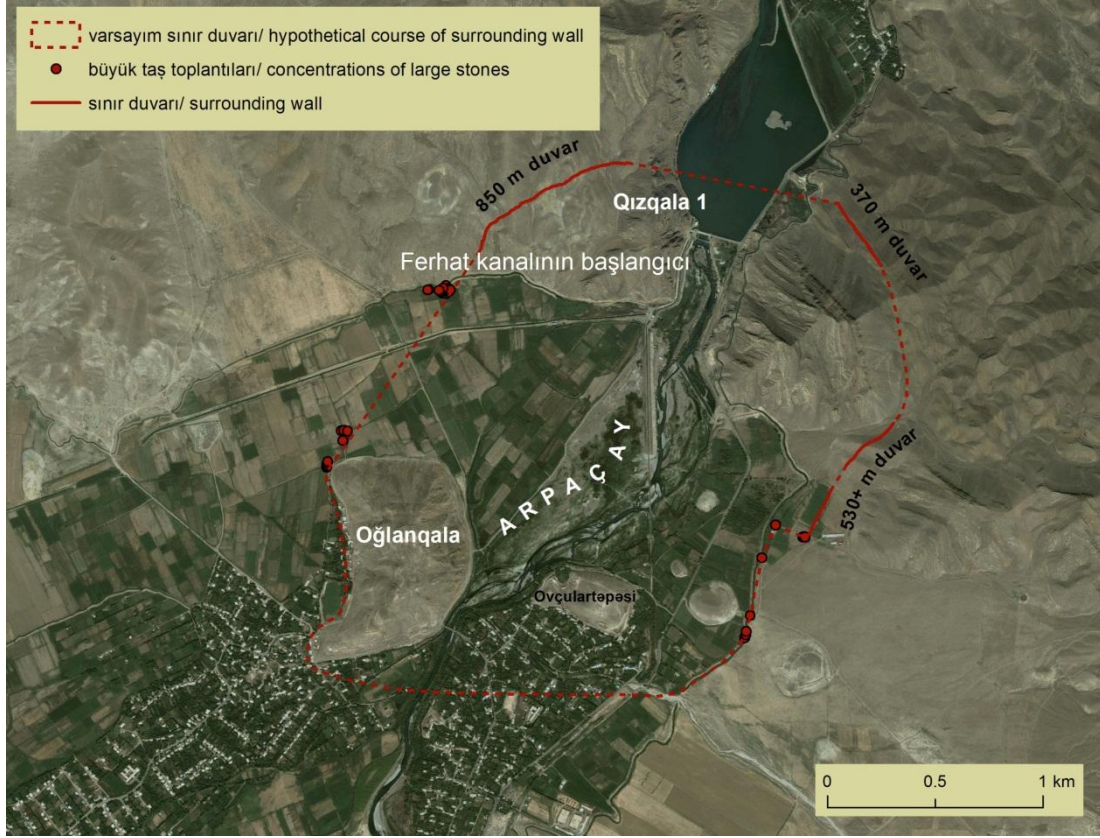 varsayım sınır duvarı/ hypothetical course of surrounding wall
büyük taş toplantıları/ concentrations of large stones
sınır duvarı/ surrounding wall
850 m duvar
Qızqala 1
370 m duvar
Ferhat kanalının başlangıcı
ARPAÇAY
530+ m duvar
Oğlanqala
Ovçulartəpəsi
0 0.5 1 km